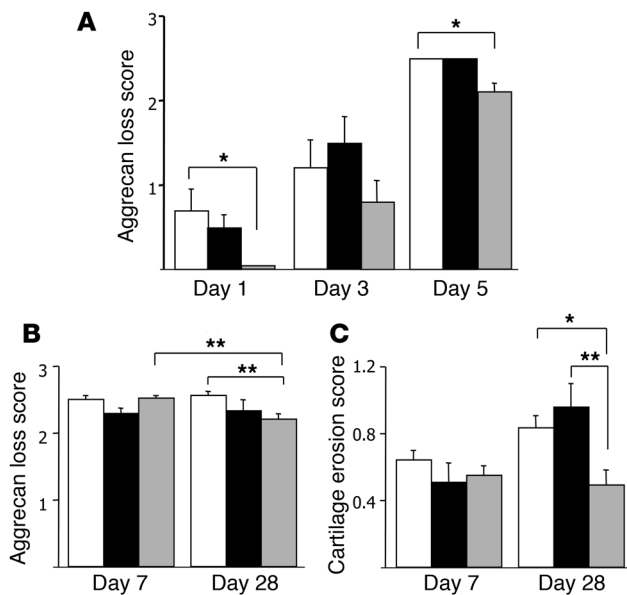 A
Aggrecan loss score
3
2
1
*
*
Day 1 Day 3 Day 5
B
Aggrecan loss score
3
2
1
**
**
Day 7 Day 28
C
Cartilage erosion score
1.2
0.8
0.4
*
**
Day 7 Day 28